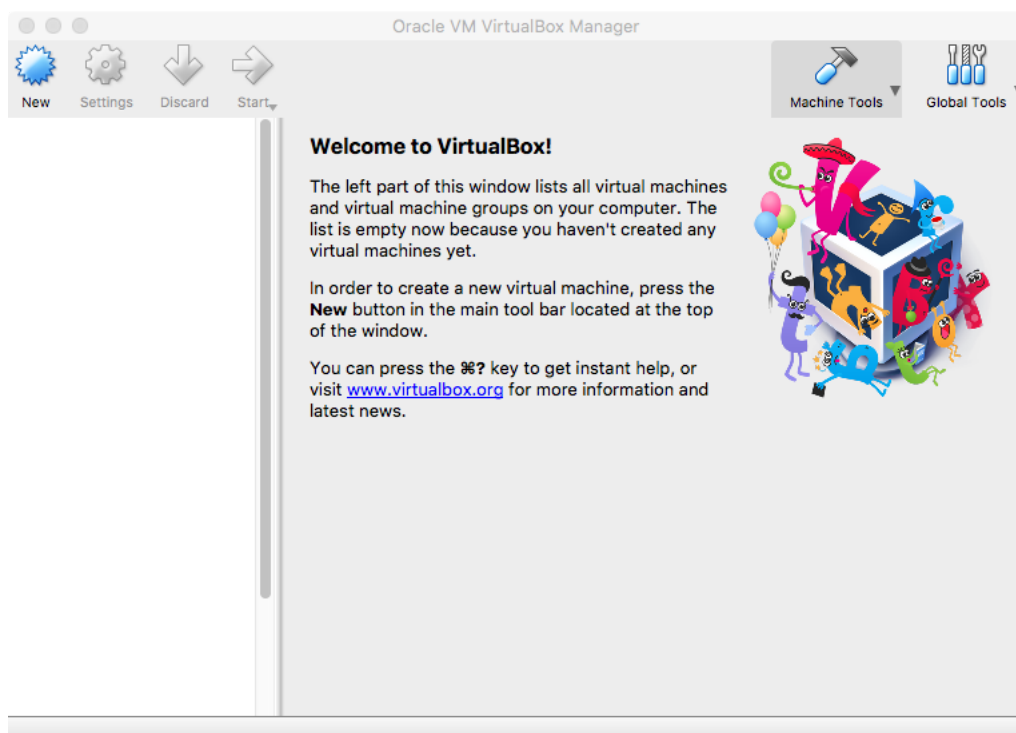 Oracle VM VirtualBox Manager
New Settings Discard Start Machine Tools Global Tools
Welcome to VirtualBox!
The left part of this window lists all virtual machines
and virtual machine groups on your computer. The
list is empty now because you haven't created any
virtual machines yet.
In order to create a new virtual machine, press the
New button in the main tool bar located at the top
of the window.
You can press the ⌘? key to get instant help, or
visit www.virtualbox.org for more information and
latest news.